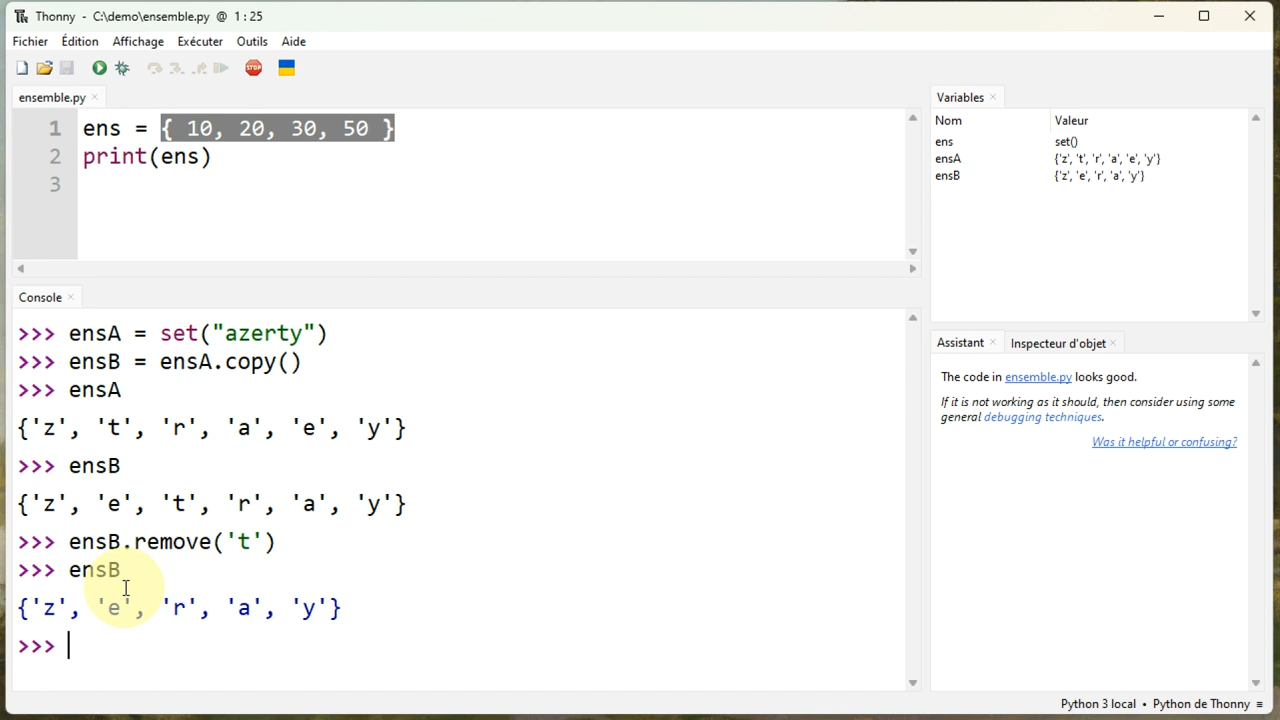 Thonny - C:\demo\ensemble.py @ 1:25
Fichier Édition Affichage Exécuter Outils Aide
STOP
ensemble.py ×
1 ens = { 10, 20, 30, 50 }
2 print(ens)
3
Console ×
>>> ensA = set("azerty")
>>> ensB = ensA.copy()
>>> ensA
{'z', 't', 'r', 'a', 'e', 'y'}
>>> ensB
{'z', 'e', 't', 'r', 'a', 'y'}
>>> ensB.remove('t')
>>> ensB
{'z', 'e', 'r', 'a', 'y'}
>>>
Variables ×
Nom Valeur
ens set()
ensA {'z', 't', 'r', 'a', 'e', 'y'}
ensB {'z', 'e', 'r', 'a', 'y'}
Assistant × Inspecteur d'objet ×
The code in ensemble.py looks good.
If it is not working as it should, then consider using some
general debugging techniques.
Was it helpful or confusing?
Python 3 local • Python de Thonny ≡